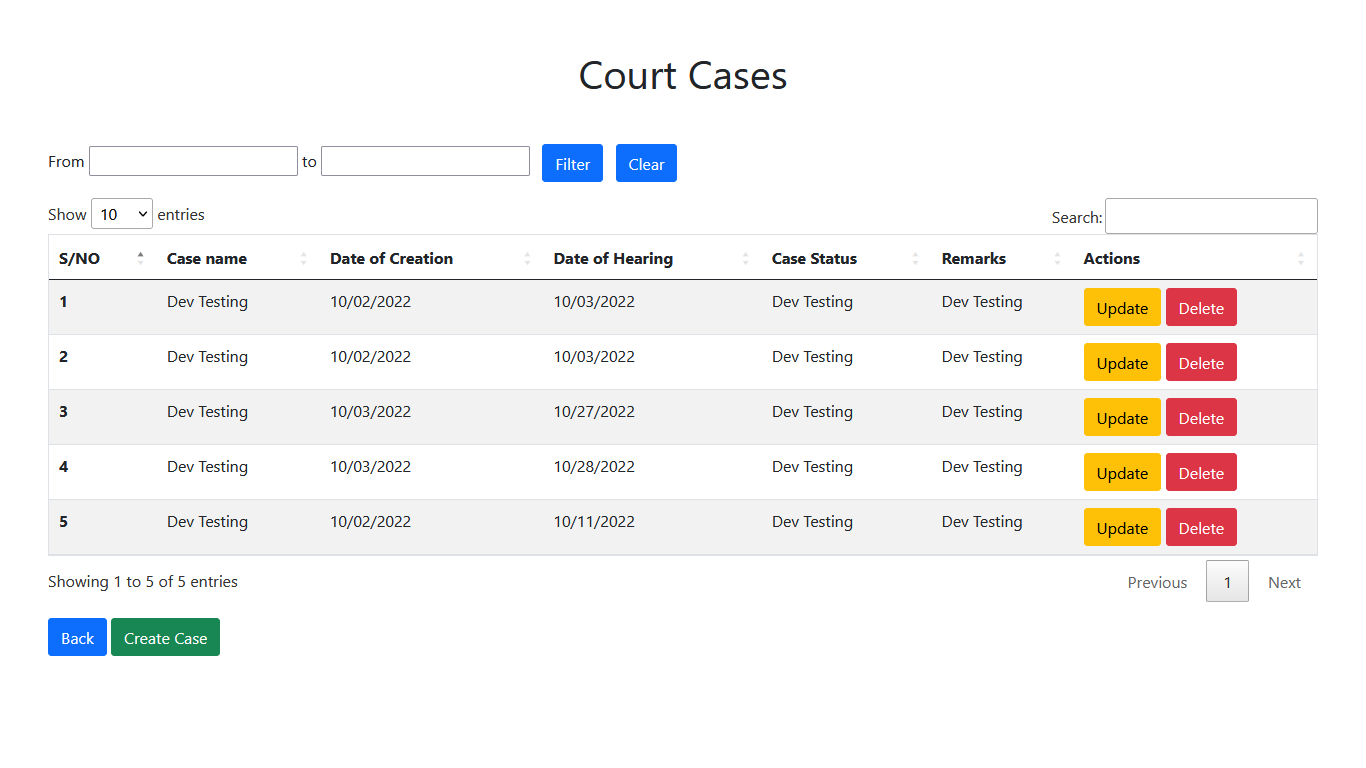 Court Cases
From to Filter Clear
Show 10 entries Search:
S/NO Case name Date of Creation Date of Hearing Case Status Remarks Actions
1 Dev Testing 10/02/2022 10/03/2022 Dev Testing Dev Testing Update Delete
2 Dev Testing 10/02/2022 10/03/2022 Dev Testing Dev Testing Update Delete
3 Dev Testing 10/03/2022 10/27/2022 Dev Testing Dev Testing Update Delete
4 Dev Testing 10/03/2022 10/28/2022 Dev Testing Dev Testing Update Delete
5 Dev Testing 10/02/2022 10/11/2022 Dev Testing Dev Testing Update Delete
Showing 1 to 5 of 5 entries Previous 1 Next
Back Create Case